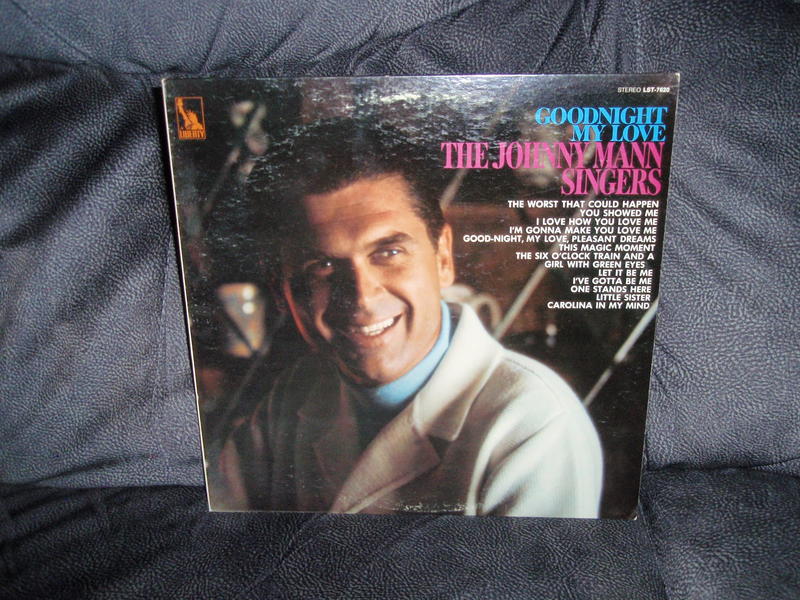 LIBERTY
STEREO LST-7620
GOODNIGHT
MY LOVE
THE JOHNNY MANN
SINGERS
THE WORST THAT COULD HAPPEN
YOU SHOWED ME
I LOVE HOW YOU LOVE ME
I'M GONNA MAKE YOU LOVE ME
GOOD-NIGHT, MY LOVE, PLEASANT DREAMS
THIS MAGIC MOMENT
THE SIX O'CLOCK TRAIN AND A
GIRL WITH GREEN EYES
LET IT BE ME
I'VE GOTTA BE ME
ONE STANDS HERE
LITTLE SISTER
CAROLINA IN MY MIND